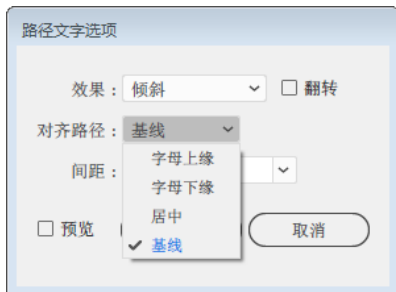 路径文字选项
效果： 倾斜 翻转
对齐路径： 基线
字母上缘
间距：
字母下缘
居中
预览 取消
基线